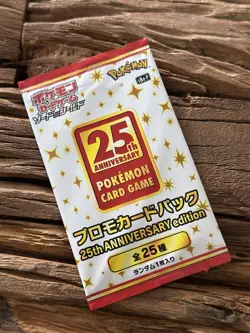 ポケモン
カードゲーム
ソード&シールド
Pokémon
25th
ANNIVERSARY
POKÉMON
CARD GAME
プロモカードパック
25th ANNIVERSARY edition
全25種
ランダム1枚入り